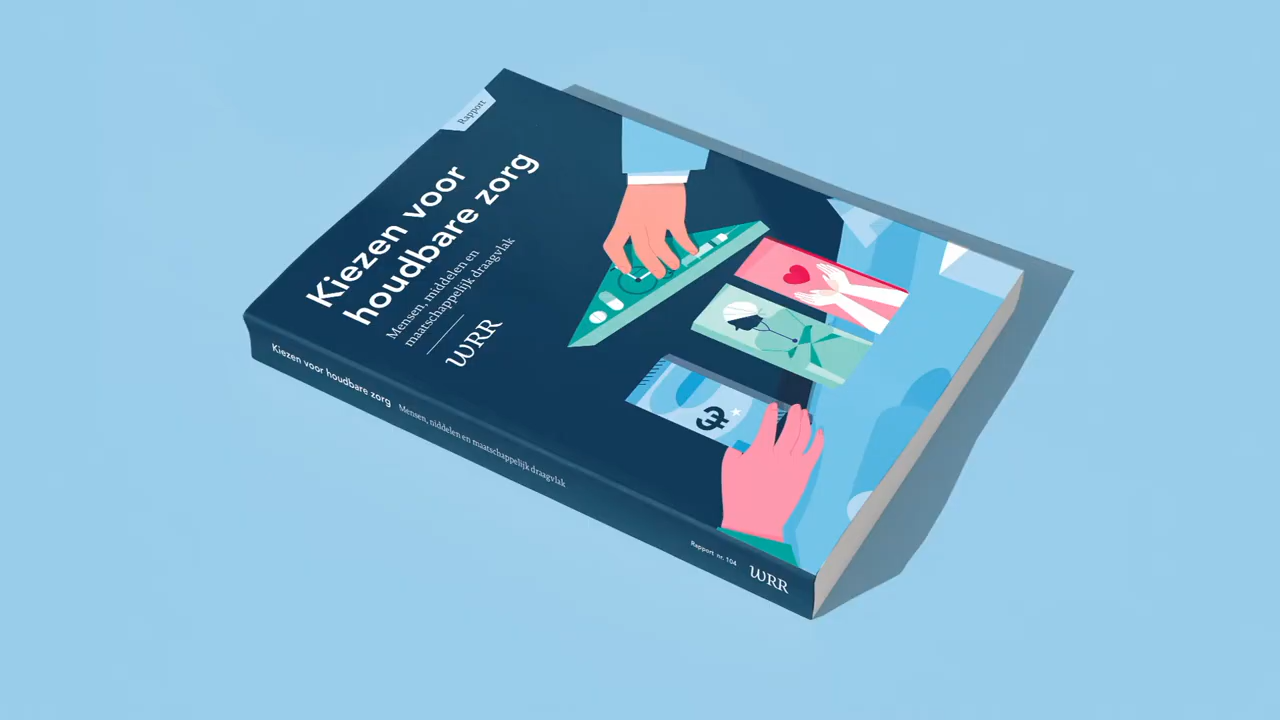 Rapport
Kiezen voor
houdbare zorg
Mensen, middelen en
maatschappelijk draagvlak
WRR
Kiezen voor houdbare zorg Mensen, middelen en maatschappelijk draagvlak
Rapport nr. 104 WRR